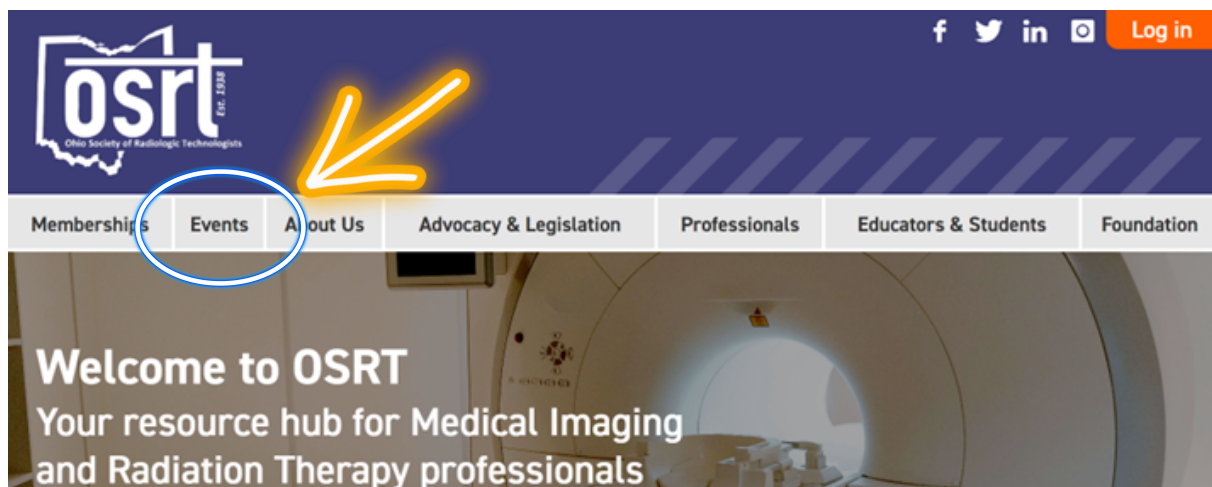 f in Log in
osrt
Est. 1938
Ohio Society of Radiologic Technologists
Memberships Events About Us Advocacy & Legislation Professionals Educators & Students Foundation
Welcome to OSRT
Your resource hub for Medical Imaging
and Radiation Therapy professionals